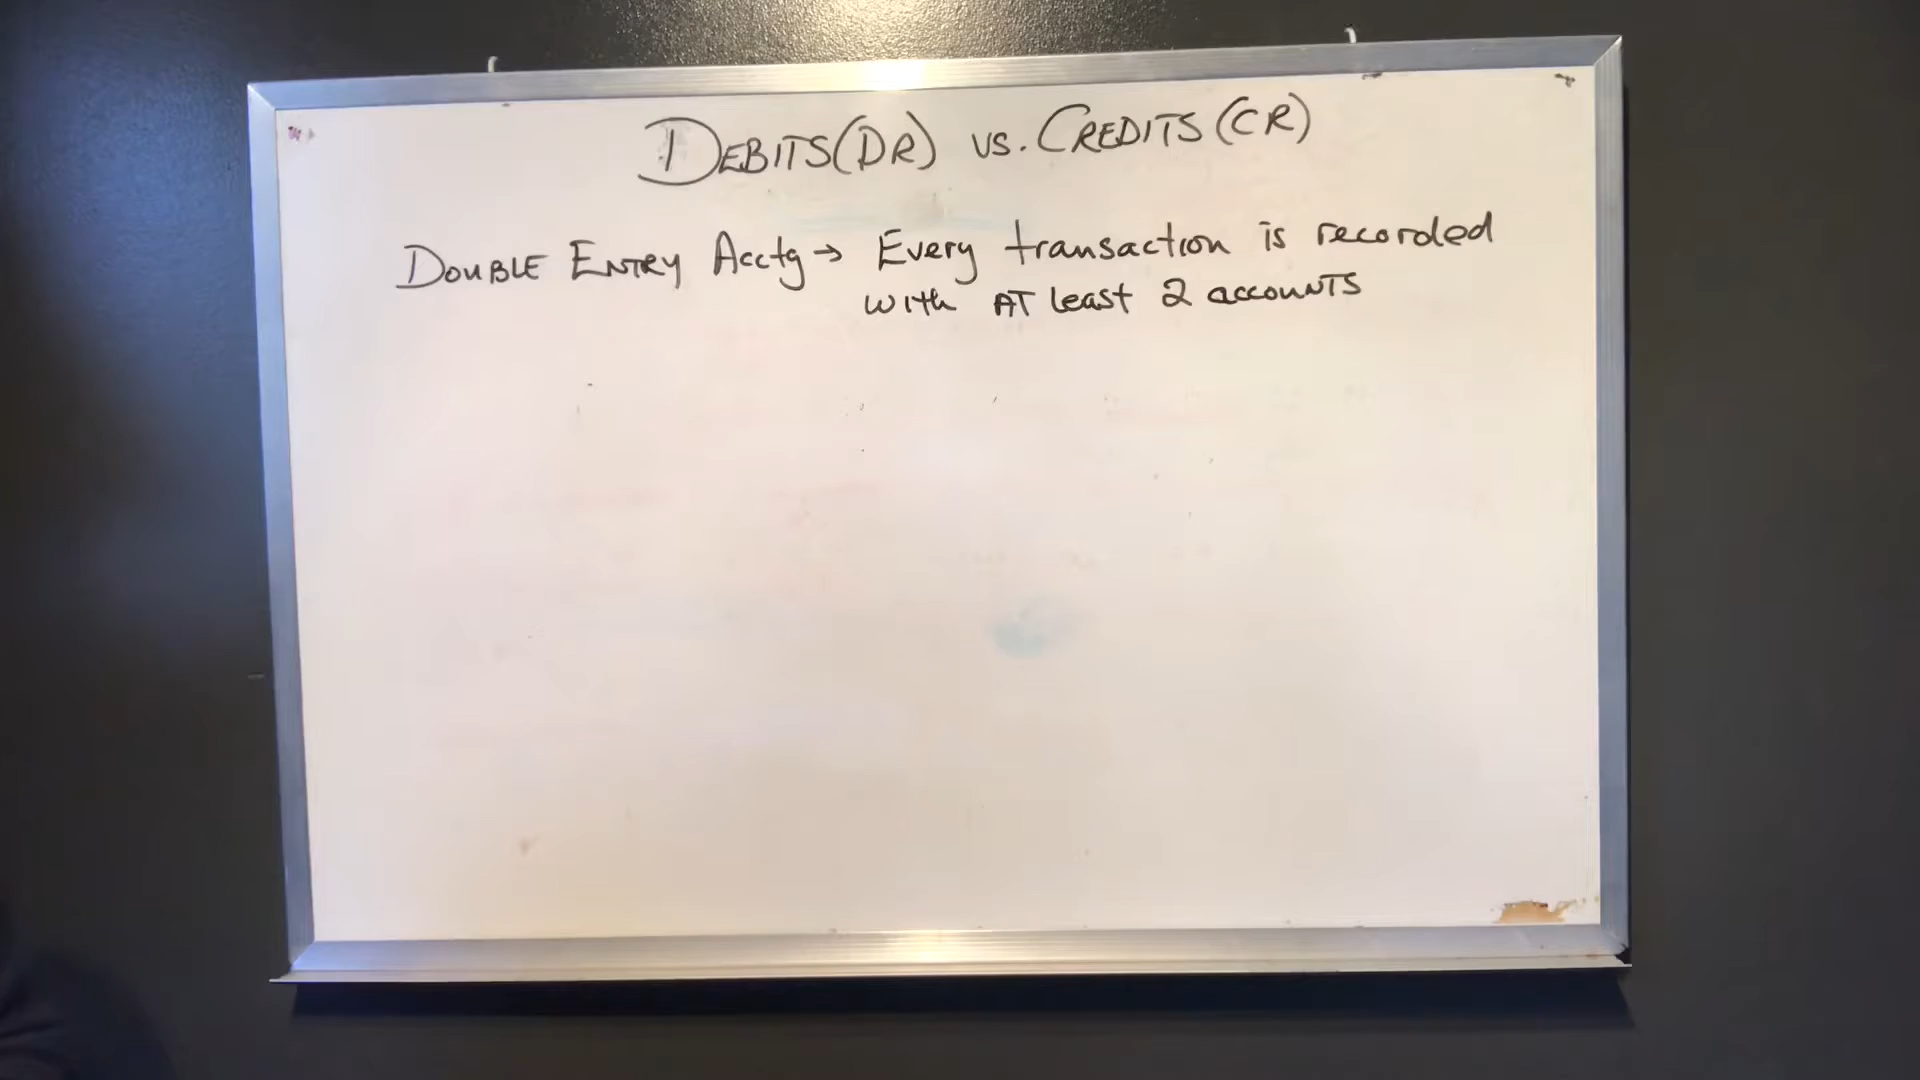 DEBITS (DR) vs. CREDITS (CR)
DOUBLE ENTRY Acctg → Every transaction is recorded
with AT least 2 accounts